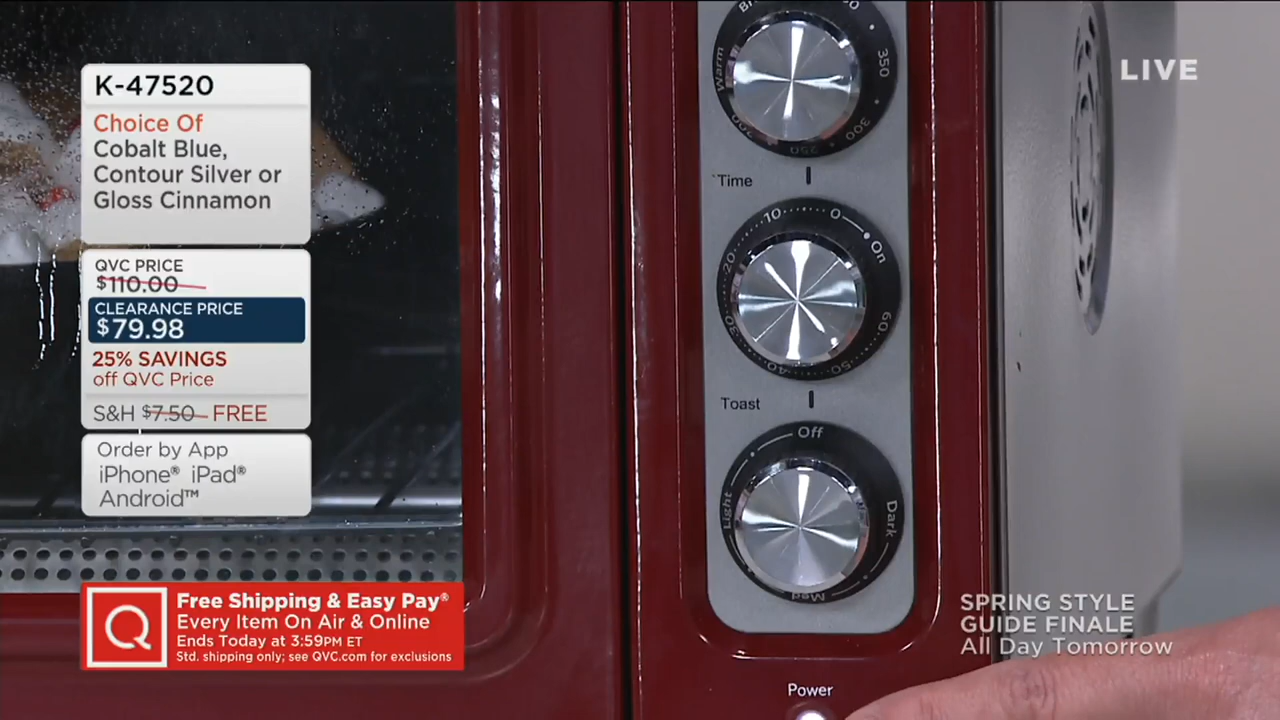 K-47520
Choice Of
Cobalt Blue,
Contour Silver or
Gloss Cinnamon
QVC PRICE
$110.00
CLEARANCE PRICE
$79.98
25% SAVINGS
off QVC Price
S&H $7.50 FREE
Order by App
iPhone® iPad®
Android™
Q
Free Shipping & Easy Pay®
Every Item On Air & Online
Ends Today at 3:59PM ET
Std. shipping only; see QVC.com for exclusions
LIVE
Warm
350
300
250
200
Time
0
On
10
20
30
40
50
60
Toast
Off
Light
Med
Dark
Power
SPRING STYLE
GUIDE FINALE
All Day Tomorrow